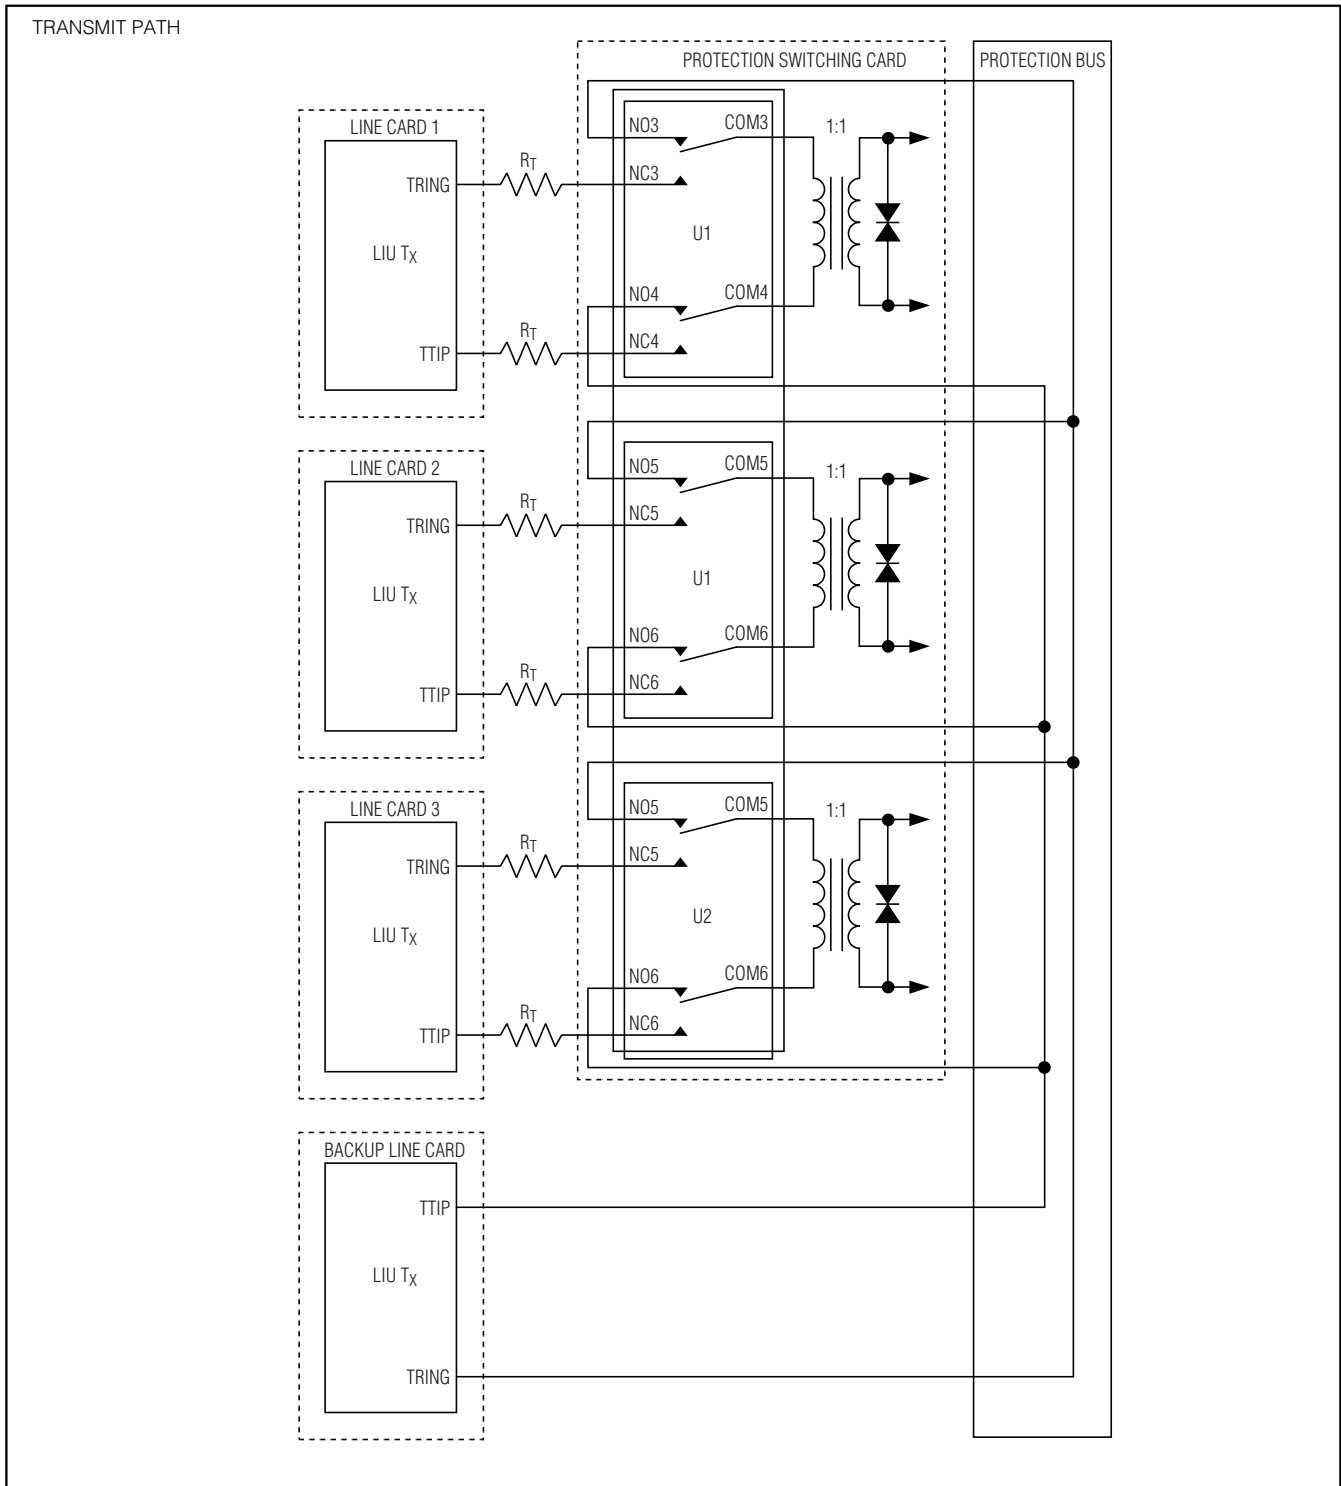 TRANSMIT PATH
PROTECTION SWITCHING CARD
PROTECTION BUS
LINE CARD 1
TRING
LIU TX
TTIP
RT
RT
NO3
COM3
NC3
U1
NO4
COM4
NC4
1:1
LINE CARD 2
TRING
LIU TX
TTIP
RT
RT
NO5
COM5
NC5
U1
NO6
COM6
NC6
1:1
LINE CARD 3
TRING
LIU TX
TTIP
RT
RT
NO5
COM5
NC5
U2
NO6
COM6
NC6
1:1
BACKUP LINE CARD
TTIP
LIU TX
TRING